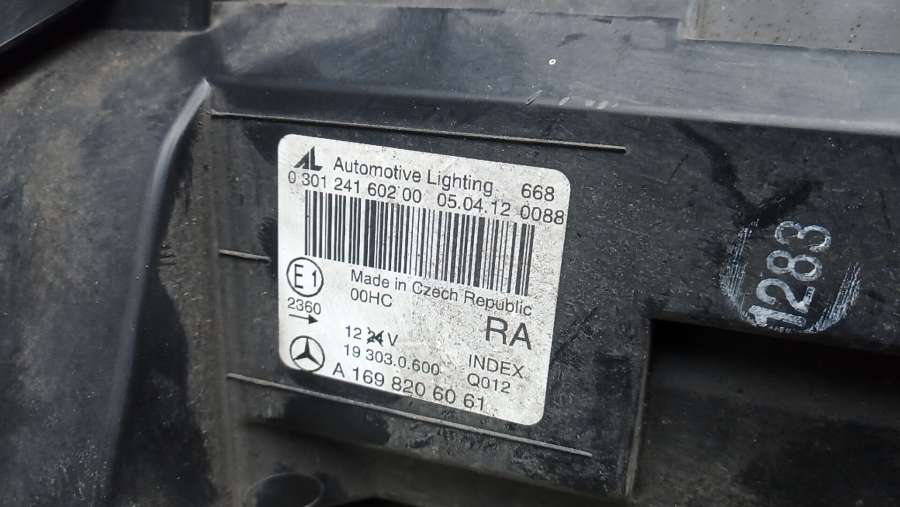 AL Automotive Lighting 668
0 301 241 602 00 05.04.12 0088
E1
Made in Czech Republic
00HC
2360
RA
12 24 V
19 303.0.600
INDEX
Q012
A 169 820 60 61
1283